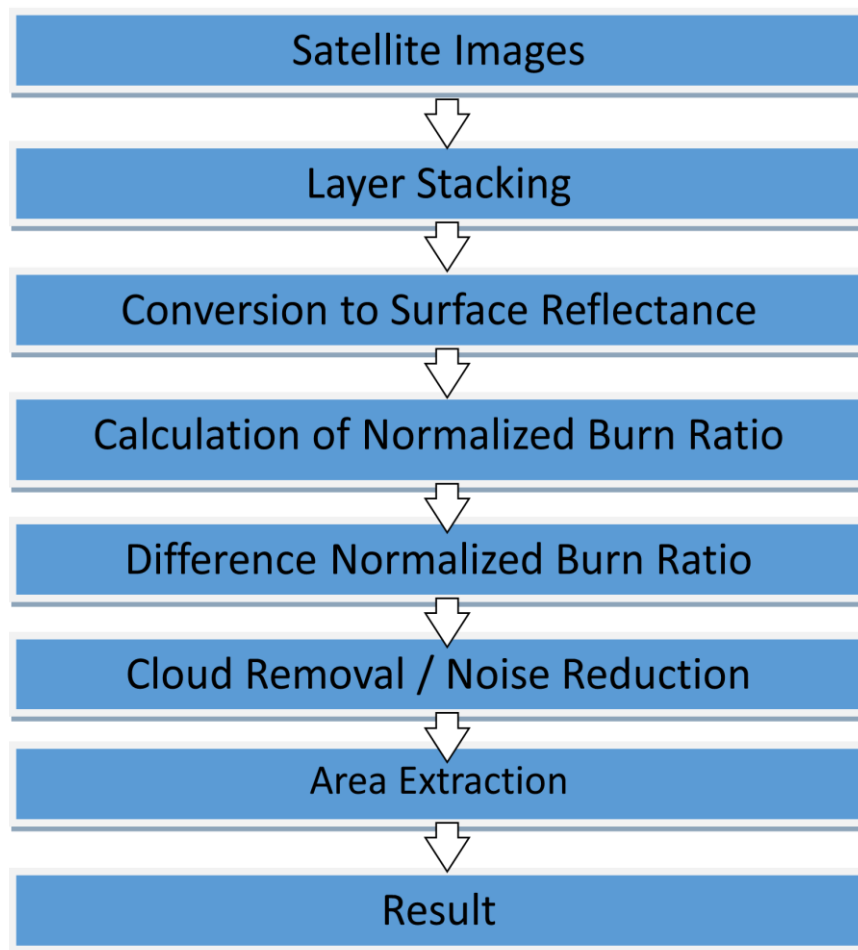 Satellite Images
Layer Stacking
Conversion to Surface Reflectance
Calculation of Normalized Burn Ratio
Difference Normalized Burn Ratio
Cloud Removal / Noise Reduction
Area Extraction
Result